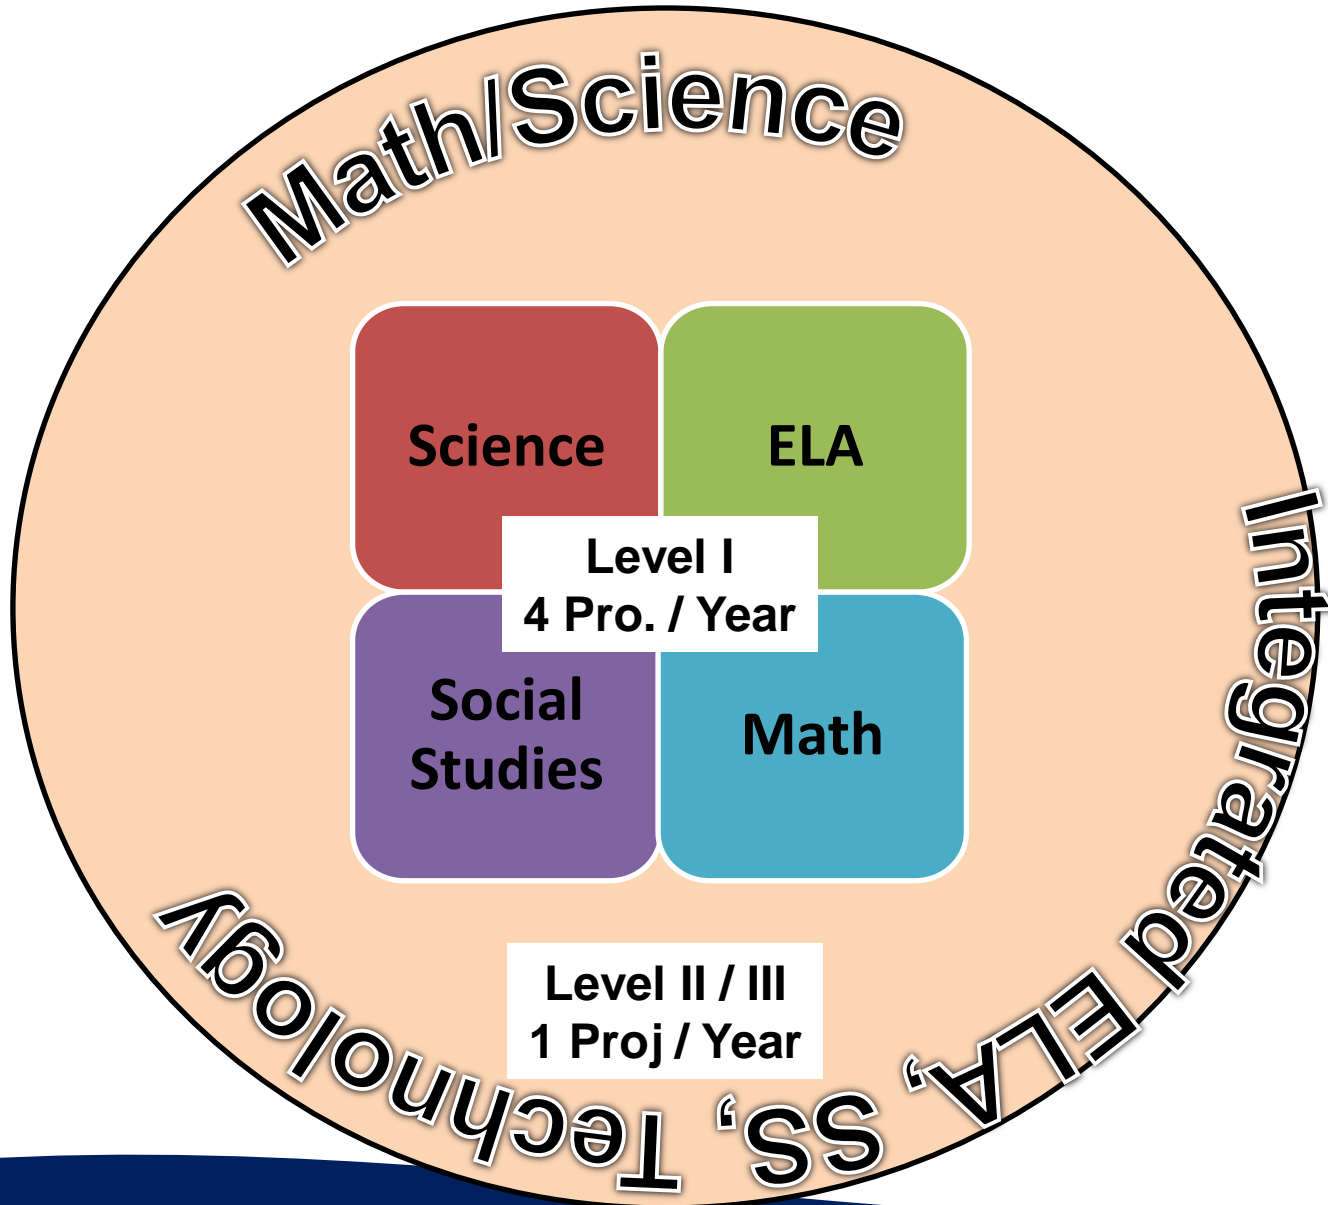 Math/Science
Science
ELA
Level I
4 Pro. / Year
Social
Studies
Math
Level II / III
1 Proj / Year
Integrated ELA, SS, Technology